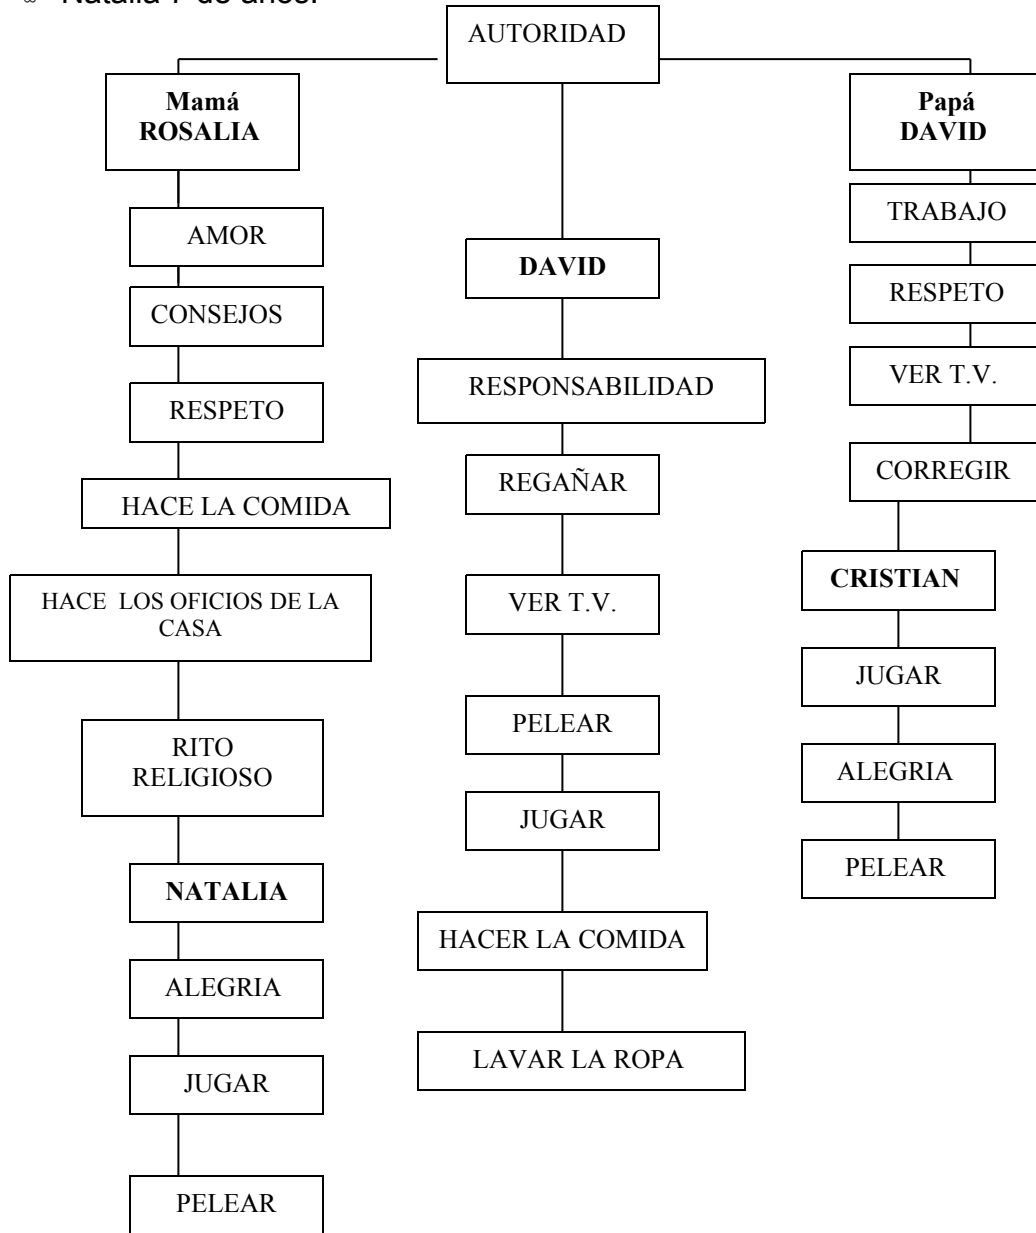 Natalia 7 de años.
AUTORIDAD
Mamá
ROSALIA
AMOR
CONSEJOS
RESPETO
HACE LA COMIDA
HACE LOS OFICIOS DE LA
CASA
RITO
RELIGIOSO
NATALIA
ALEGRIA
JUGAR
PELEAR
DAVID
RESPONSABILIDAD
REGAÑAR
VER T.V.
PELEAR
JUGAR
HACER LA COMIDA
LAVAR LA ROPA
Papá
DAVID
TRABAJO
RESPETO
VER T.V.
CORREGIR
CRISTIAN
JUGAR
ALEGRIA
PELEAR